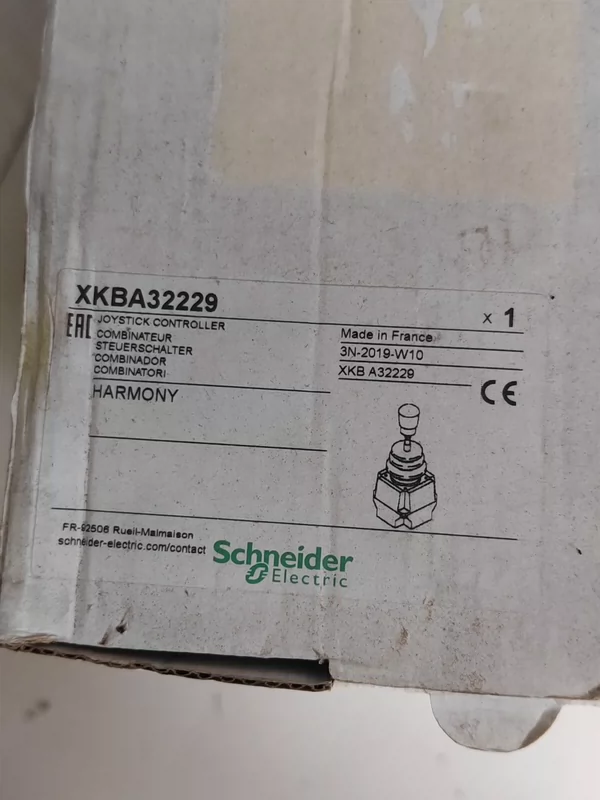 XKBA32229
x 1
EAC
JOYSTICK CONTROLLER
COMBINATEUR
STEUERSCHALTER
COMBINADOR
COMBINATORI
HARMONY
Made in France
3N-2019-W10
XKB A32229
CE
FR-92506 Rueil-Malmaison
schneider-electric.com/contact
Schneider
Electric